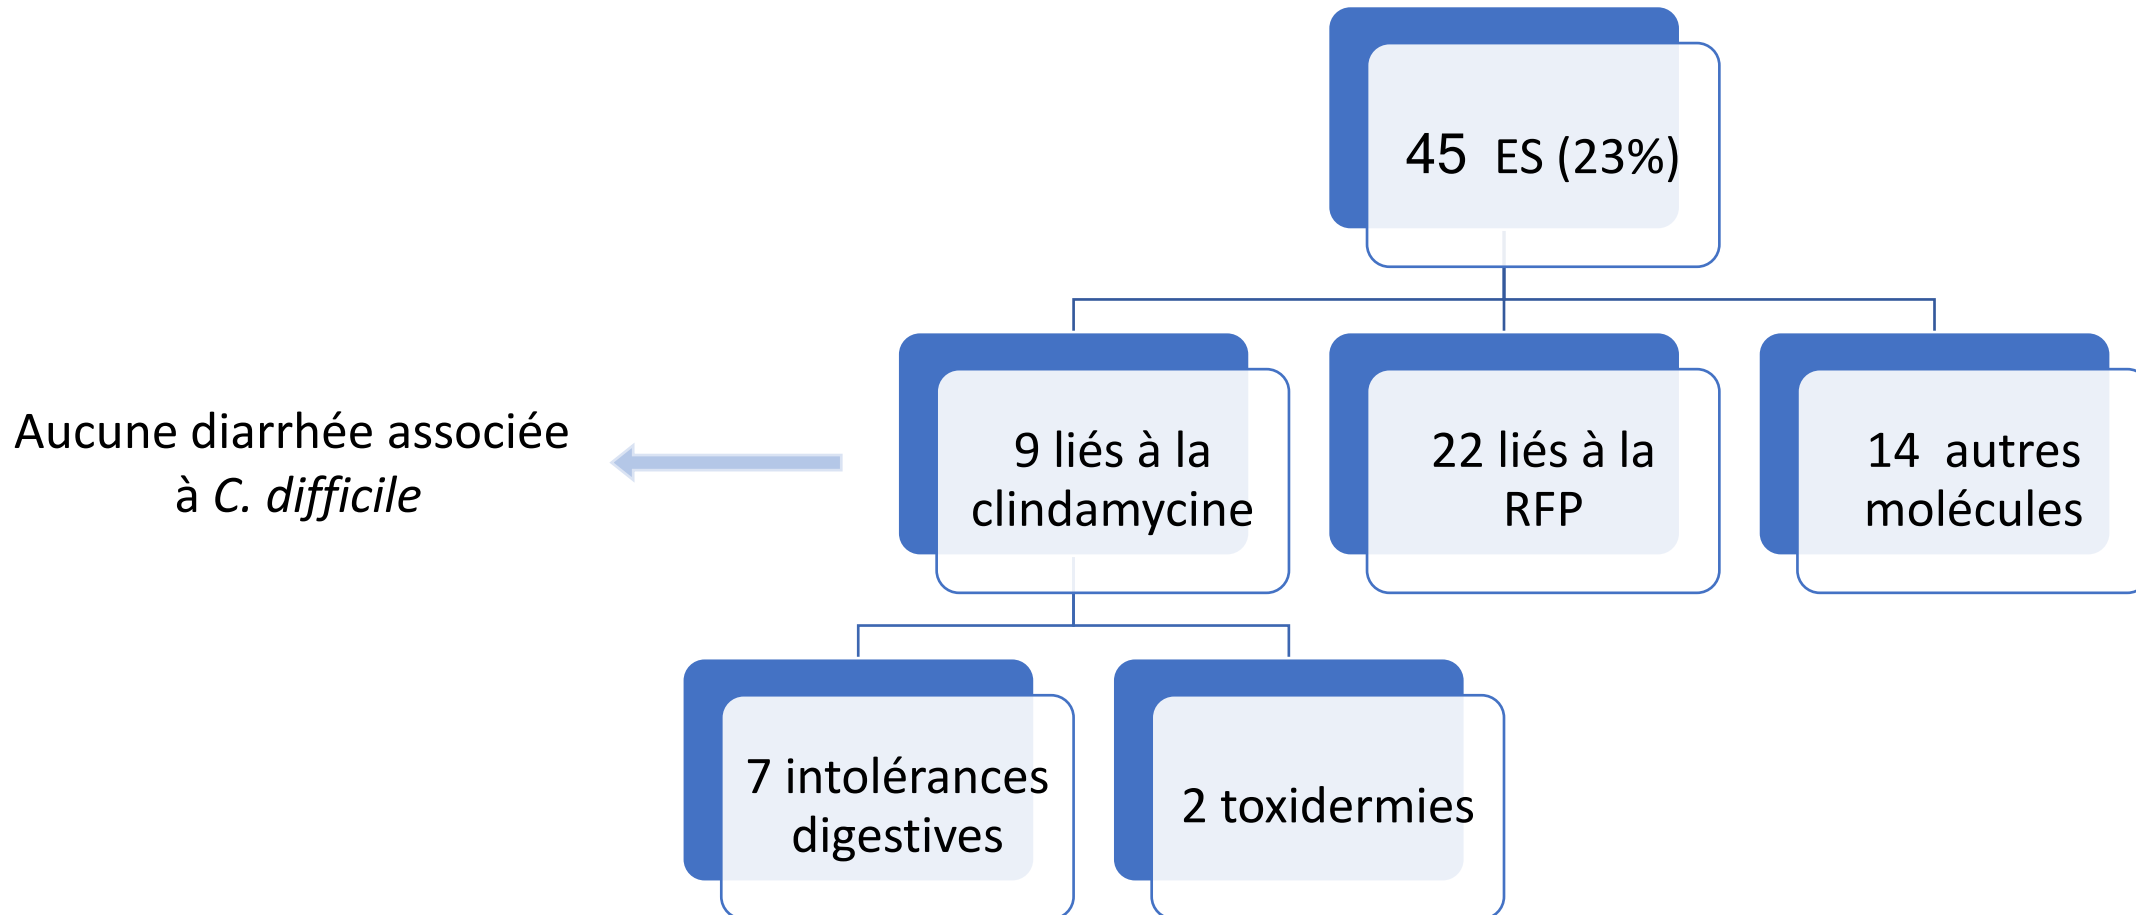 45 ES (23%)
Aucune diarrhée associée
à C. difficile
9 liés à la
clindamycine
22 liés à la
RFP
14 autres
molécules
7 intolérances
digestives
2 toxidermies